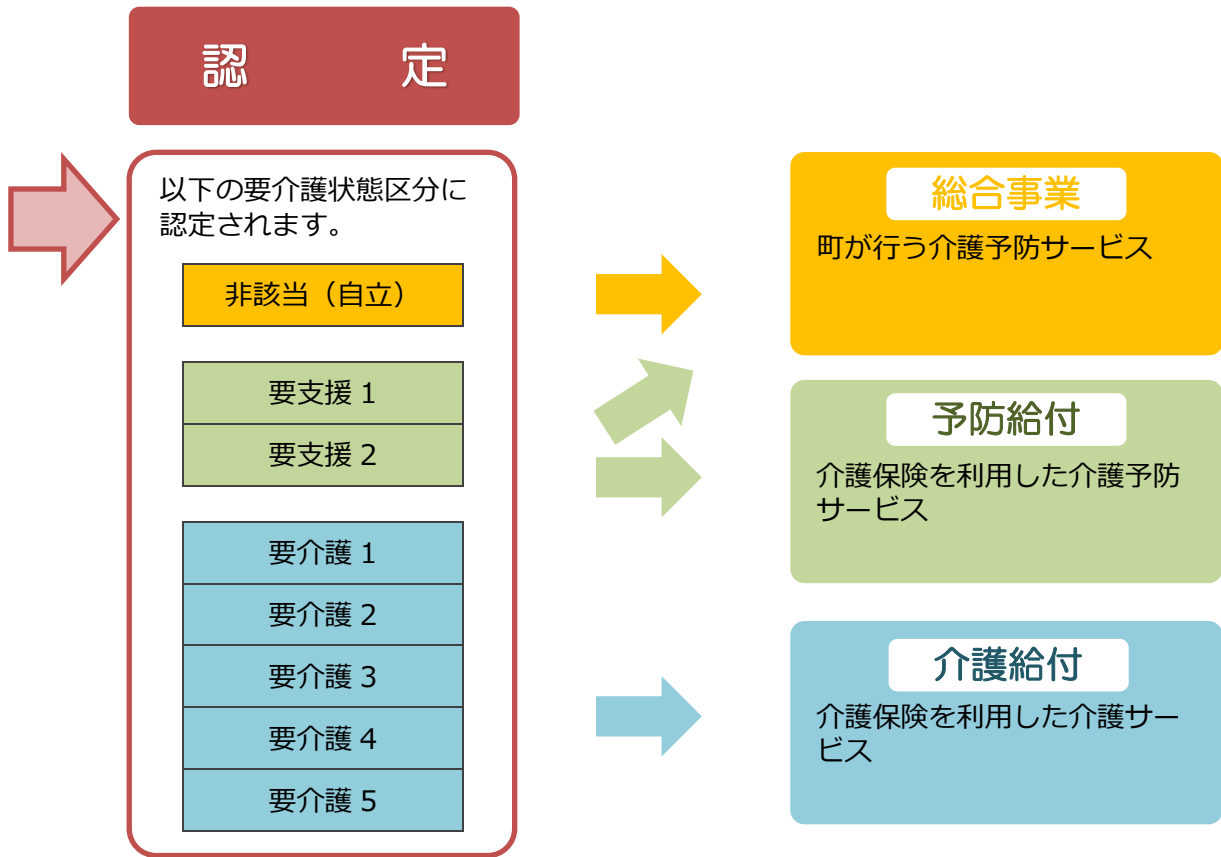 認　定
以下の要介護状態区分に
認定されます。
非該当（自立）
要支援 1
要支援 2
要介護 1
要介護 2
要介護 3
要介護 4
要介護 5
総合事業
町が行う介護予防サービス
予防給付
介護保険を利用した介護予防
サービス
介護給付
介護保険を利用した介護サー
ビス